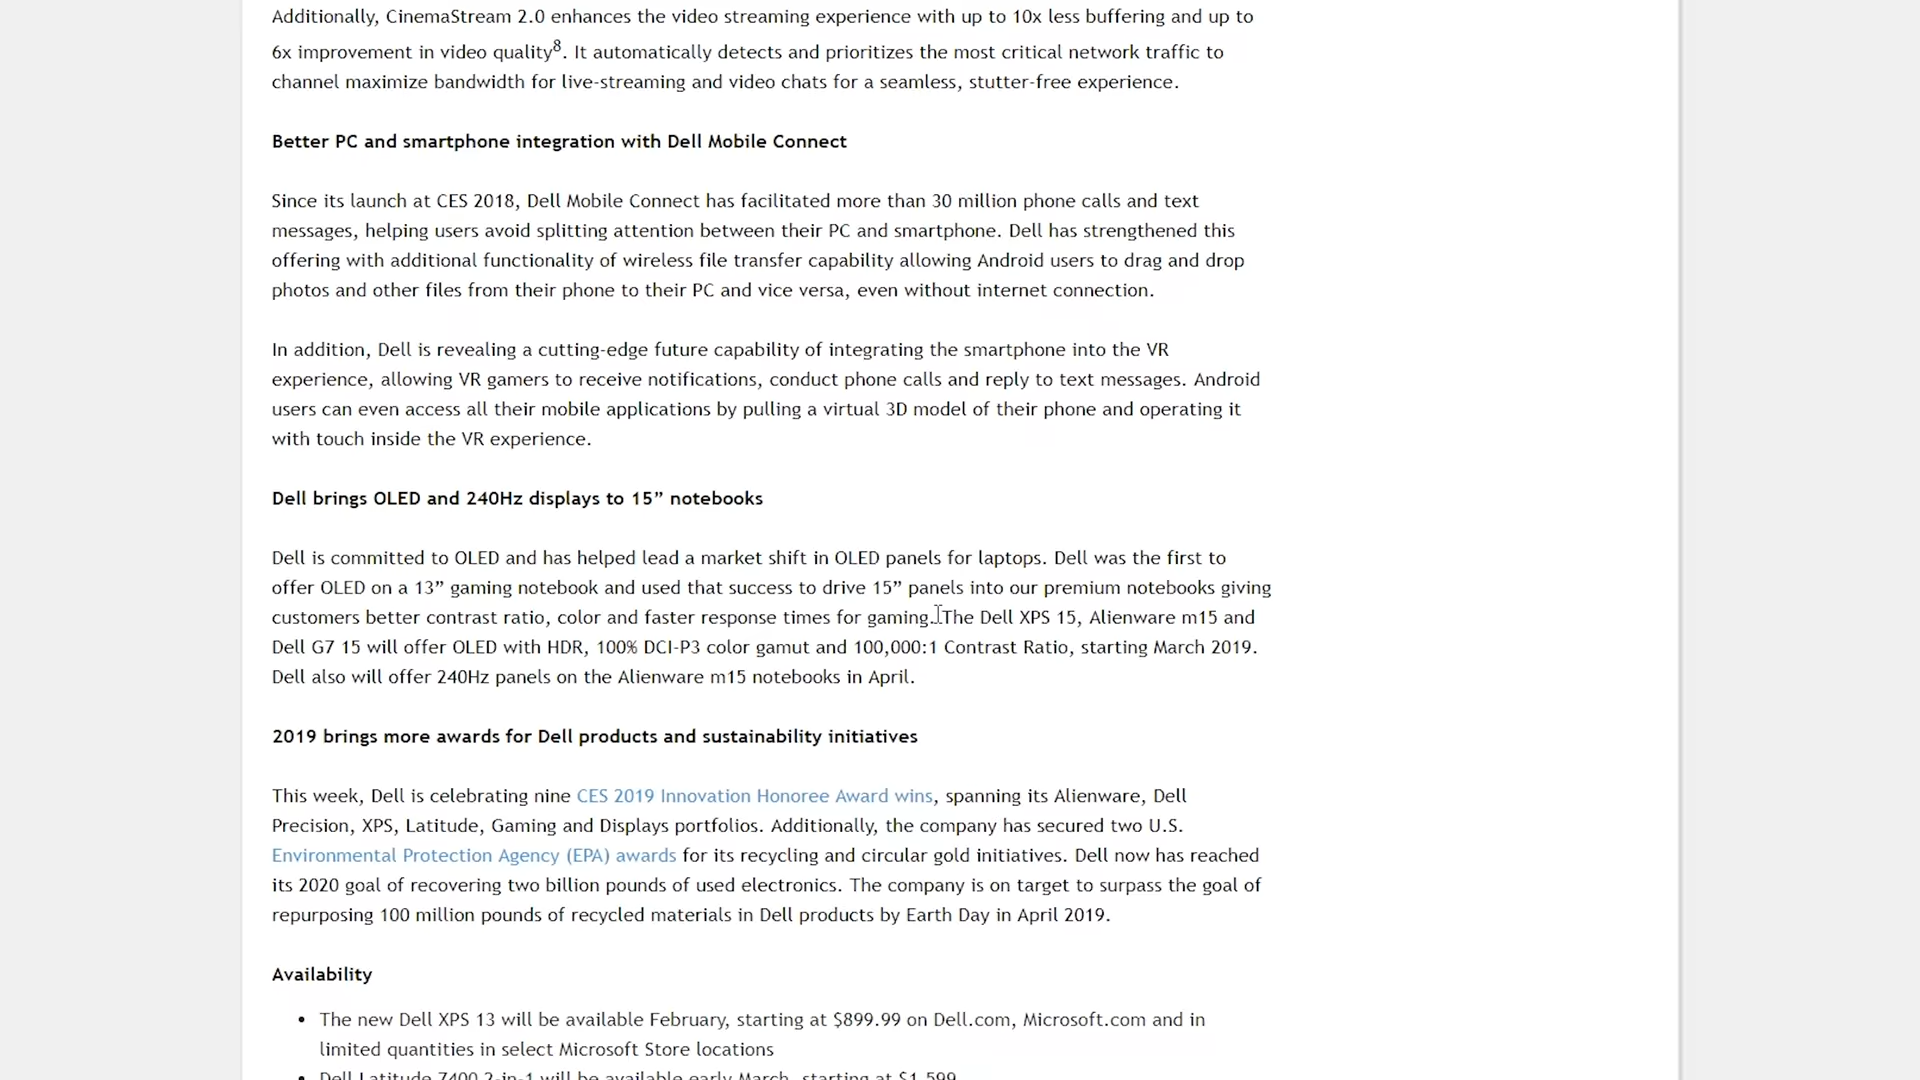 Additionally, CinemaStream 2.0 enhances the video streaming experience with up to 10x less buffering and up to
6x improvement in video quality8. It automatically detects and prioritizes the most critical network traffic to
channel maximize bandwidth for live-streaming and video chats for a seamless, stutter-free experience.
Better PC and smartphone integration with Dell Mobile Connect
Since its launch at CES 2018, Dell Mobile Connect has facilitated more than 30 million phone calls and text
messages, helping users avoid splitting attention between their PC and smartphone. Dell has strengthened this
offering with additional functionality of wireless file transfer capability allowing Android users to drag and drop
photos and other files from their phone to their PC and vice versa, even without internet connection.
In addition, Dell is revealing a cutting-edge future capability of integrating the smartphone into the VR
experience, allowing VR gamers to receive notifications, conduct phone calls and reply to text messages. Android
users can even access all their mobile applications by pulling a virtual 3D model of their phone and operating it
with touch inside the VR experience.
Dell brings OLED and 240Hz displays to 15” notebooks
Dell is committed to OLED and has helped lead a market shift in OLED panels for laptops. Dell was the first to
offer OLED on a 13” gaming notebook and used that success to drive 15” panels into our premium notebooks giving
customers better contrast ratio, color and faster response times for gaming. The Dell XPS 15, Alienware m15 and
Dell G7 15 will offer OLED with HDR, 100% DCI-P3 color gamut and 100,000:1 Contrast Ratio, starting March 2019.
Dell also will offer 240Hz panels on the Alienware m15 notebooks in April.
2019 brings more awards for Dell products and sustainability initiatives
This week, Dell is celebrating nine CES 2019 Innovation Honoree Award wins, spanning its Alienware, Dell
Precision, XPS, Latitude, Gaming and Displays portfolios. Additionally, the company has secured two U.S.
Environmental Protection Agency (EPA) awards for its recycling and circular gold initiatives. Dell now has reached
its 2020 goal of recovering two billion pounds of used electronics. The company is on target to surpass the goal of
repurposing 100 million pounds of recycled materials in Dell products by Earth Day in April 2019.
Availability
• The new Dell XPS 13 will be available February, starting at $899.99 on Dell.com, Microsoft.com and in
limited quantities in select Microsoft Store locations
• Dell Latitude 7400 2-in-1 will be available early March, starting at $1,599